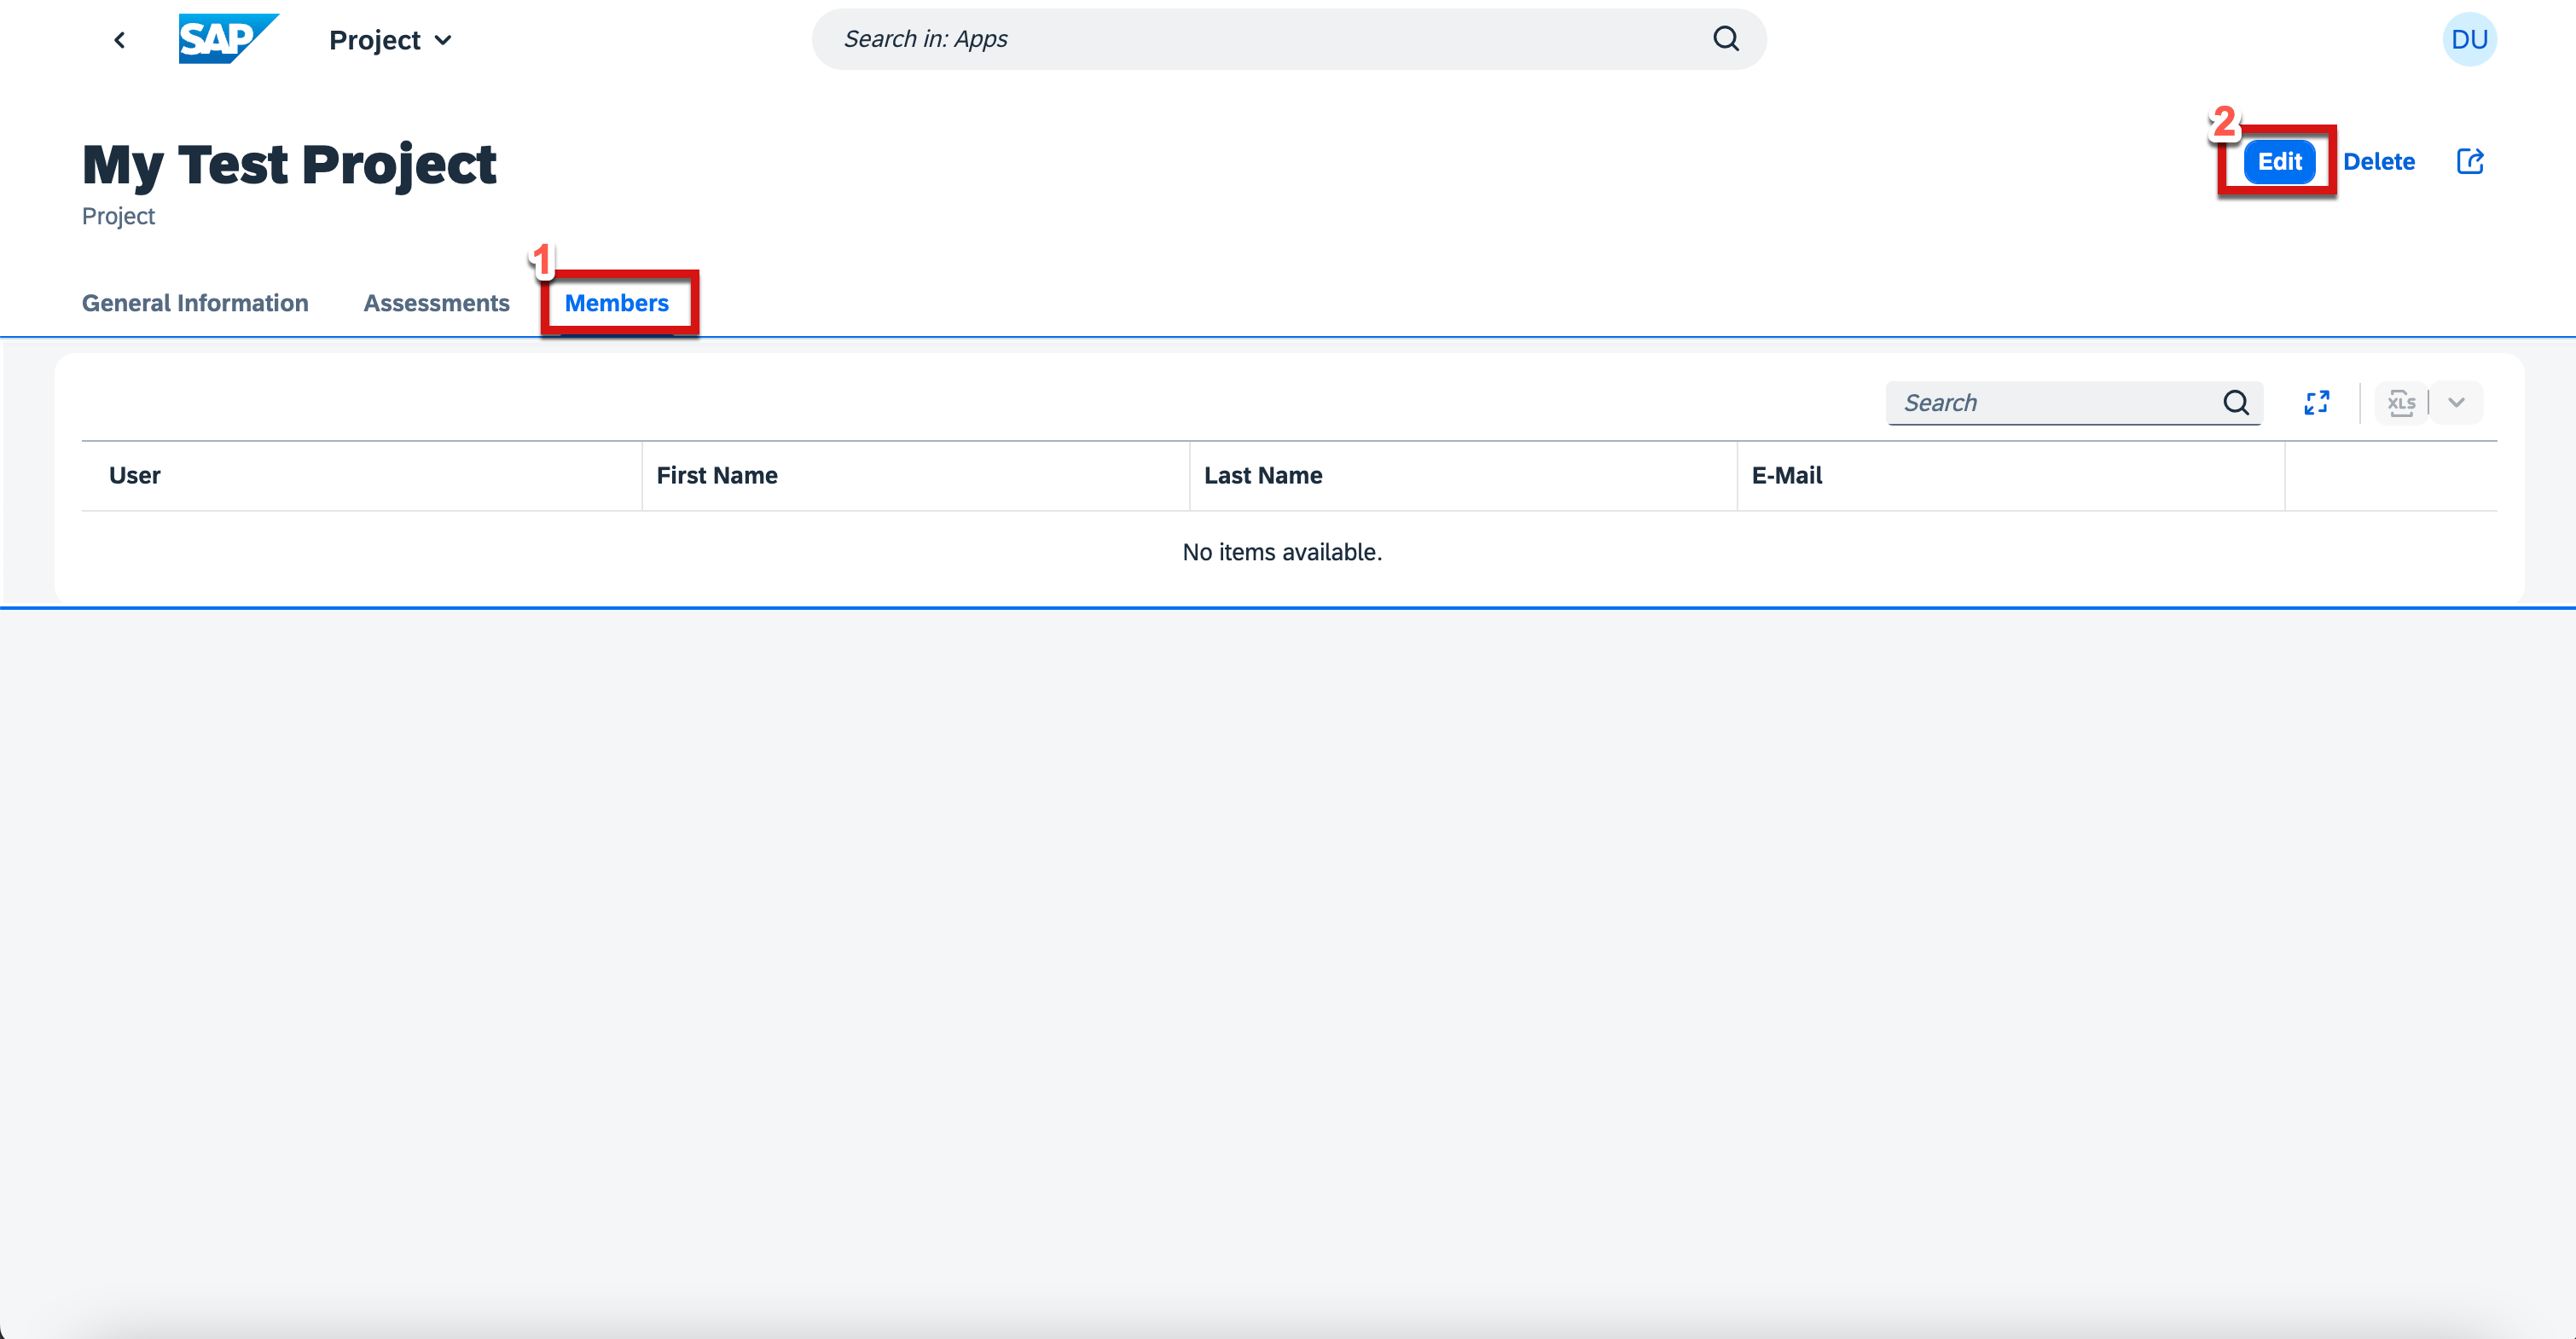 SAP Project
Search in: Apps
DU
My Test Project
Project
2
Edit Delete
1
General Information Assessments Members
Search
XLS
User First Name Last Name E-Mail
No items available.